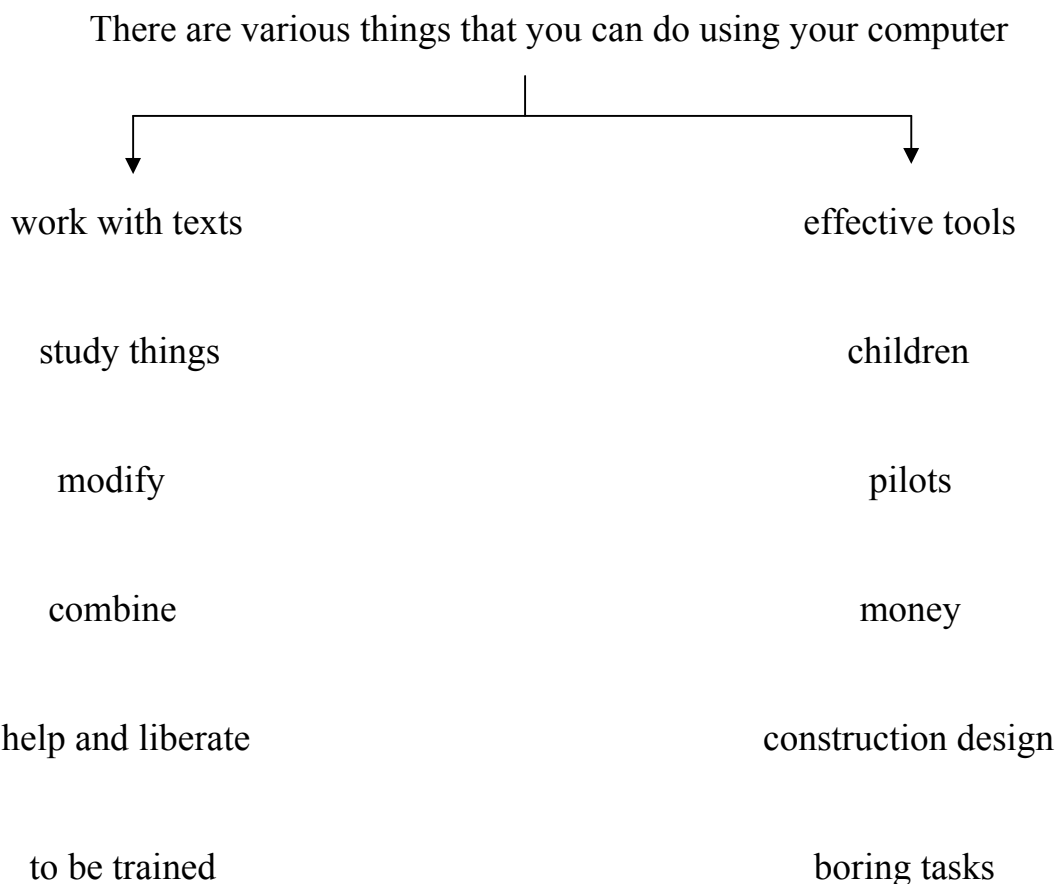 There are various things that you can do using your computer
work with texts effective tools
study things children
modify pilots
combine money
help and liberate construction design
to be trained boring tasks